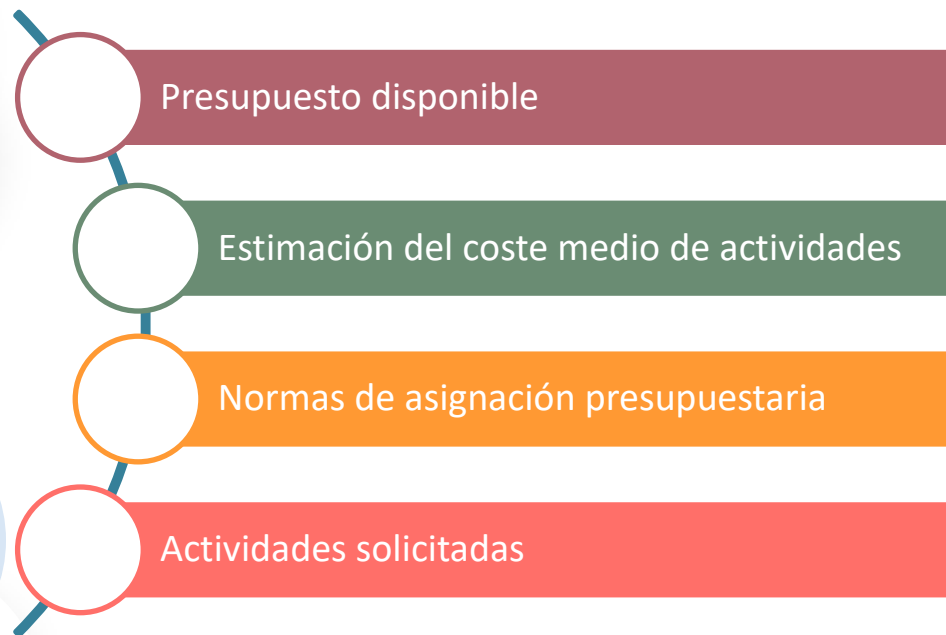 Presupuesto disponible
Estimación del coste medio de actividades
Normas de asignación presupuestaria
Actividades solicitadas